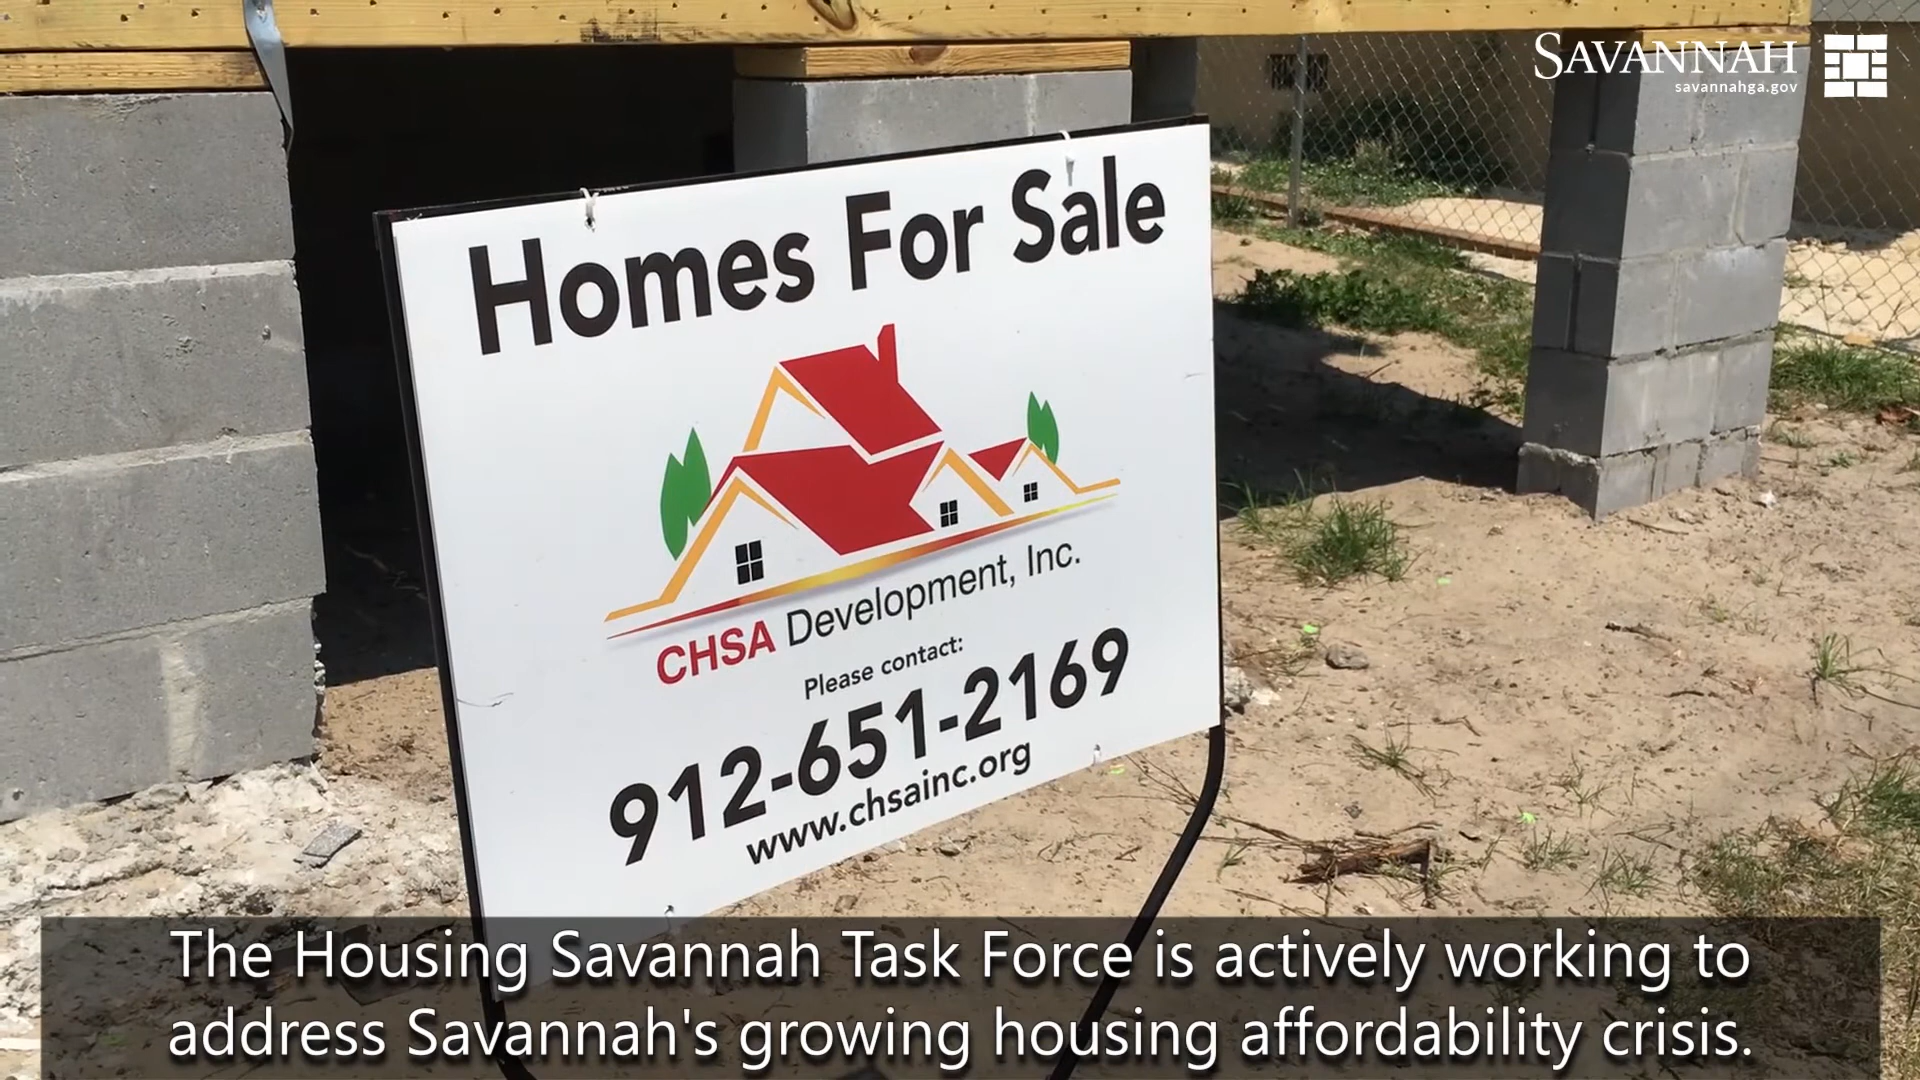 SAVANNAH
savannahga.gov
Homes For Sale
CHSA Development, Inc.
Please contact:
912-651-2169
www.chsainc.org
The Housing Savannah Task Force is actively working to
address Savannah's growing housing affordability crisis.